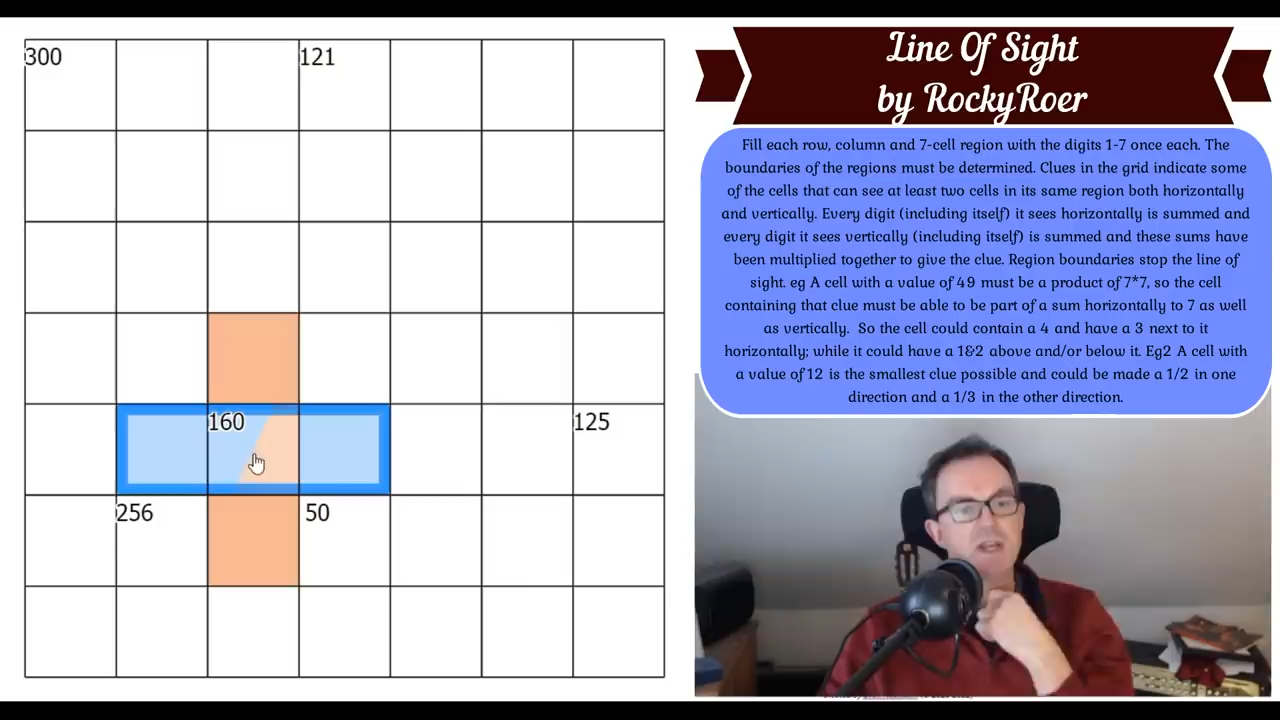 Line Of Sight
by RockyRoer
Fill each row, column and 7-cell region with the digits 1-7 once each. The
boundaries of the regions must be determined. Clues in the grid indicate some
of the cells that can see at least two cells in its same region both horizontally
and vertically. Every digit (including itself) it sees horizontally is summed and
every digit it sees vertically (including itself) is summed and these sums have
been multiplied together to give the clue. Region boundaries stop the line of
sight. eg A cell with a value of 49 must be a product of 7*7, so the cell
containing that clue must be able to be part of a sum horizontally to 7 as well
as vertically. So the cell could contain a 4 and have a 3 next to it
horizontally; while it could have a 1&2 above and/or below it. Eg2 A cell with
a value of 12 is the smallest clue possible and could be made a 1/2 in one
direction and a 1/3 in the other direction.
300 121
160 125
256 50